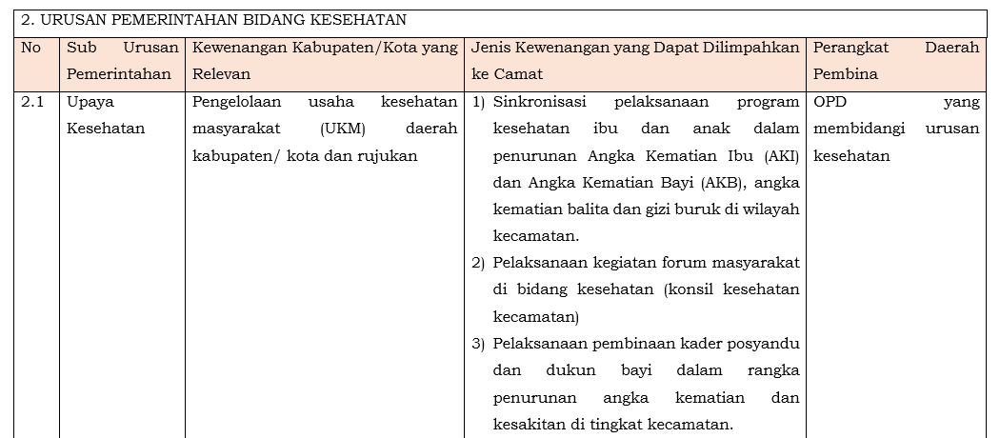 2. URUSAN PEMERINTAHAN BIDANG KESEHATAN
No
Sub Urusan
Pemerintahan
Kewenangan Kabupaten/Kota yang
Relevan
Jenis Kewenangan yang Dapat Dilimpahkan
ke Camat
Perangkat Daerah
Pembina
2.1
Upaya
Kesehatan
Pengelolaan usaha kesehatan
masyarakat (UKM) daerah
kabupaten/ kota dan rujukan
1) Sinkronisasi pelaksanaan program
kesehatan ibu dan anak dalam
penurunan Angka Kematian Ibu (AKI)
dan Angka Kematian Bayi (AKB), angka
kematian balita dan gizi buruk di wilayah
kecamatan.
2) Pelaksanaan kegiatan forum masyarakat
di bidang kesehatan (konsil kesehatan
kecamatan)
3) Pelaksanaan pembinaan kader posyandu
dan dukun bayi dalam rangka
penurunan angka kematian dan
kesakitan di tingkat kecamatan.
OPD yang
membidangi urusan
kesehatan